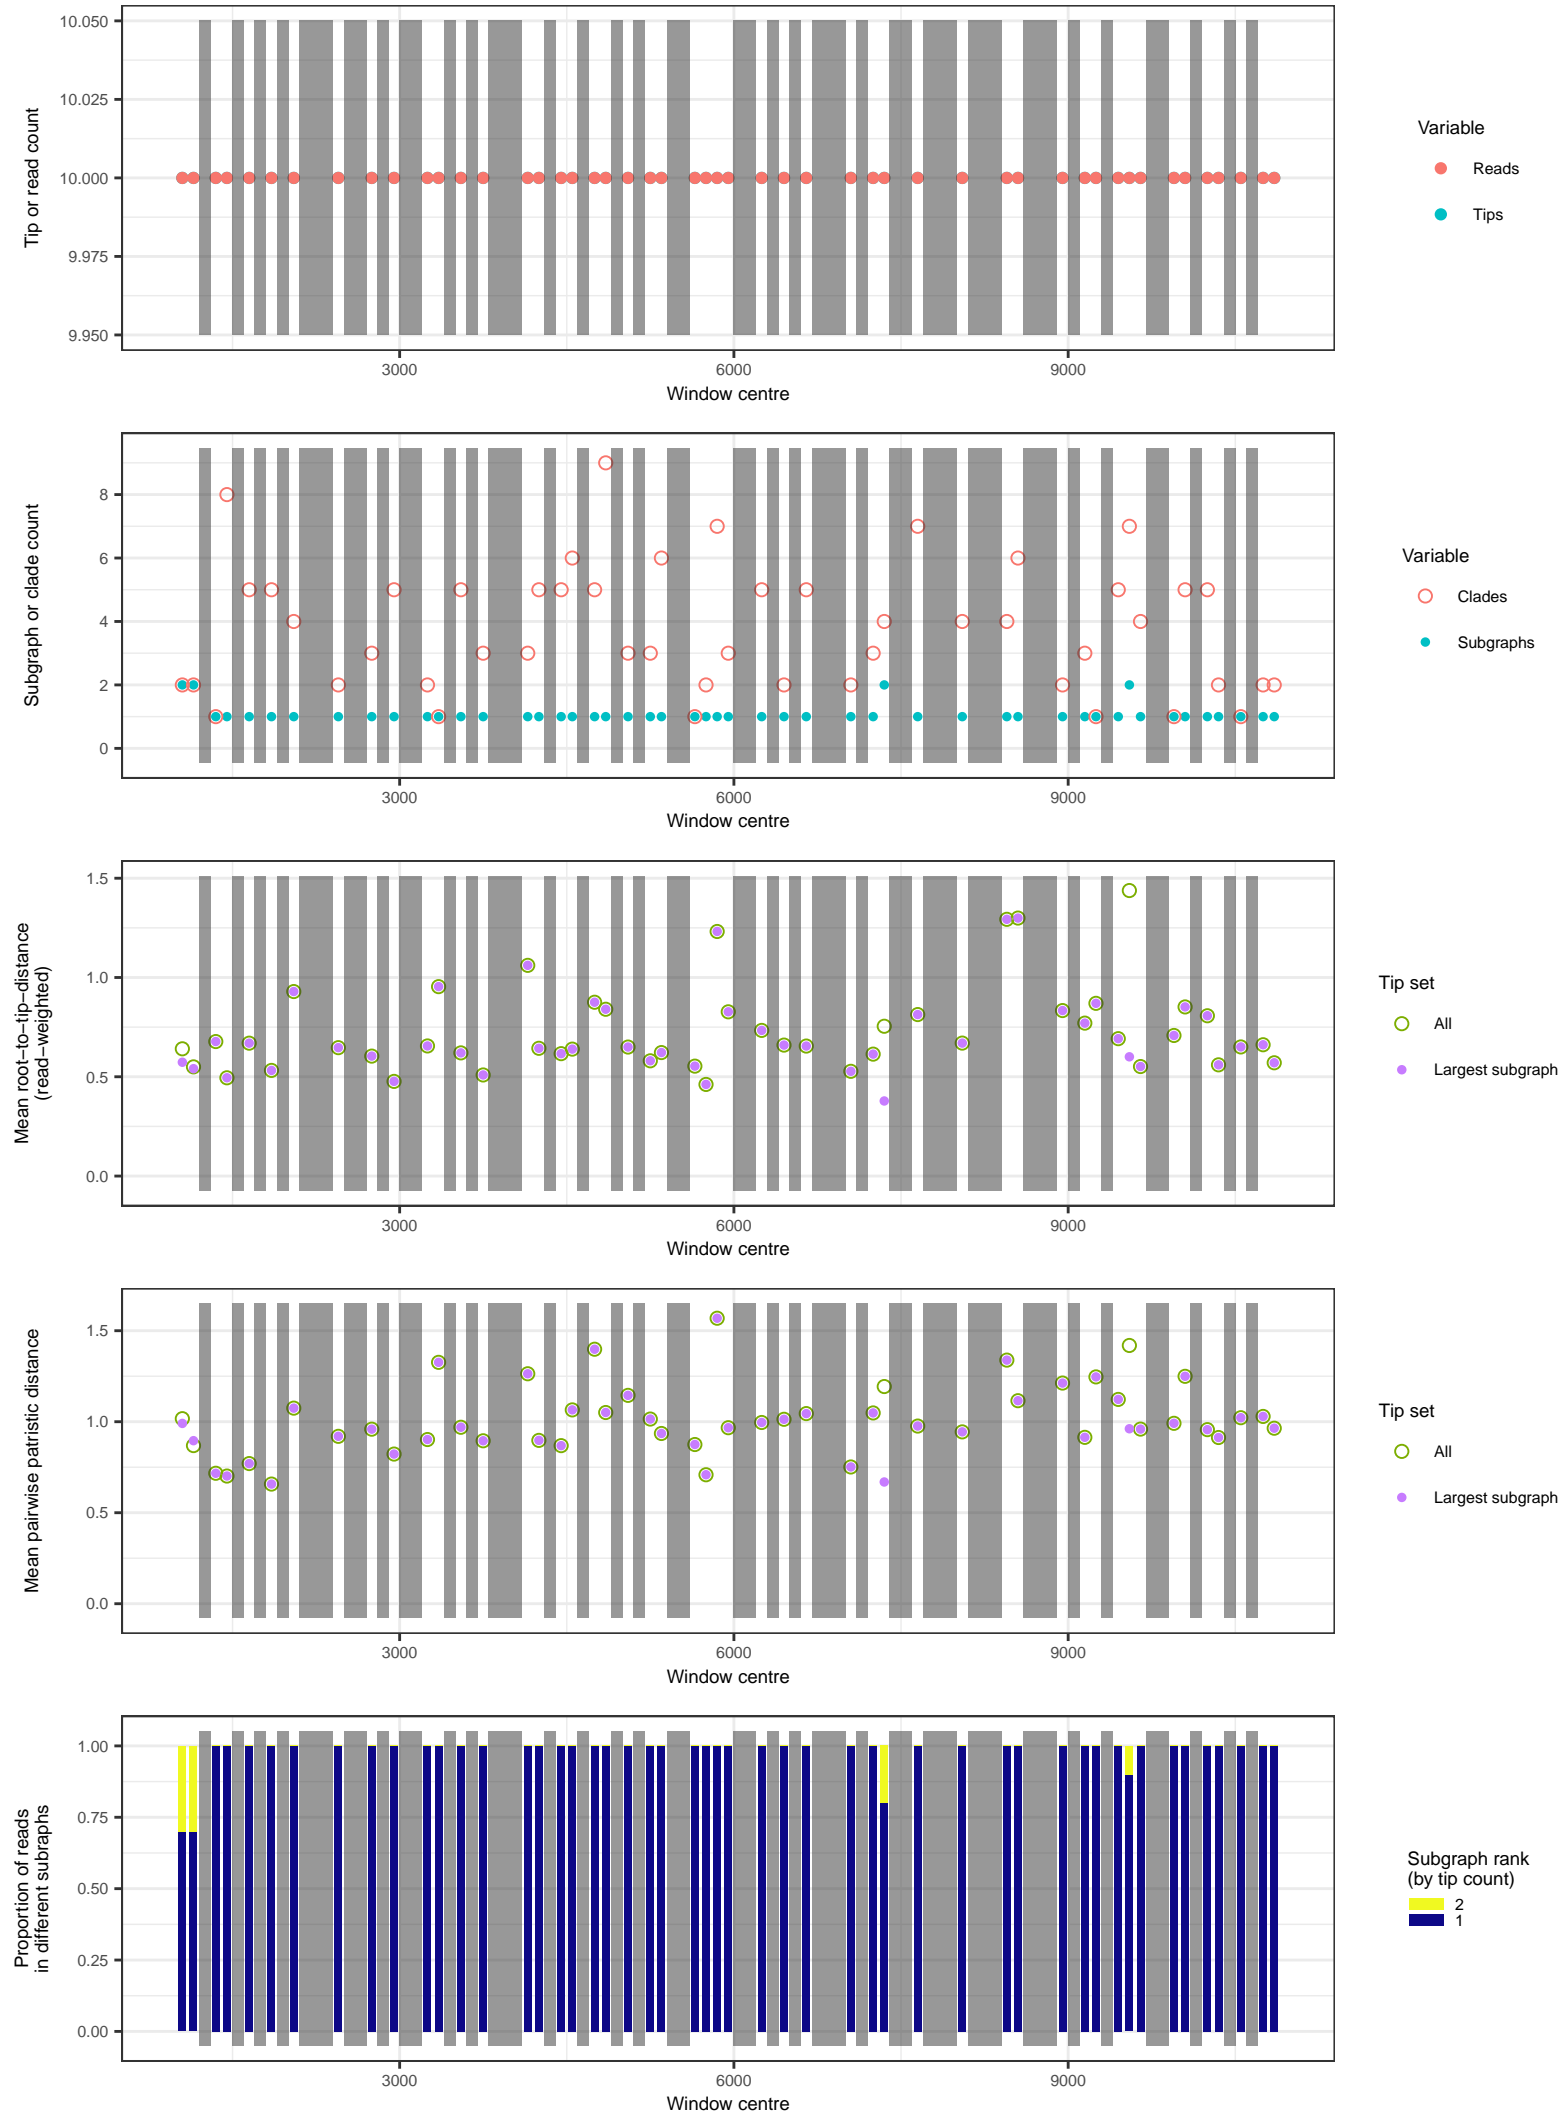 10.050
10.025
10.000
9.975
9.950
Tip or read count
3000
6000
9000
Window centre
Variable
Reads
Tips
8
6
4
2
0
Subgraph or clade count
3000
6000
9000
Window centre
Variable
Clades
Subgraphs
1.5
1.0
0.5
0.0
Mean root−to−tip−distance
(read−weighted)
3000
6000
9000
Window centre
Tip set
All
Largest subgraph
1.5
1.0
0.5
0.0
Mean pairwise patristic distance
3000
6000
9000
Window centre
Tip set
All
Largest subgraph
1.00
0.75
0.50
0.25
0.00
Proportion of reads
in different subraphs
3000
6000
9000
Window centre
Subgraph rank
(by tip count)
2
1